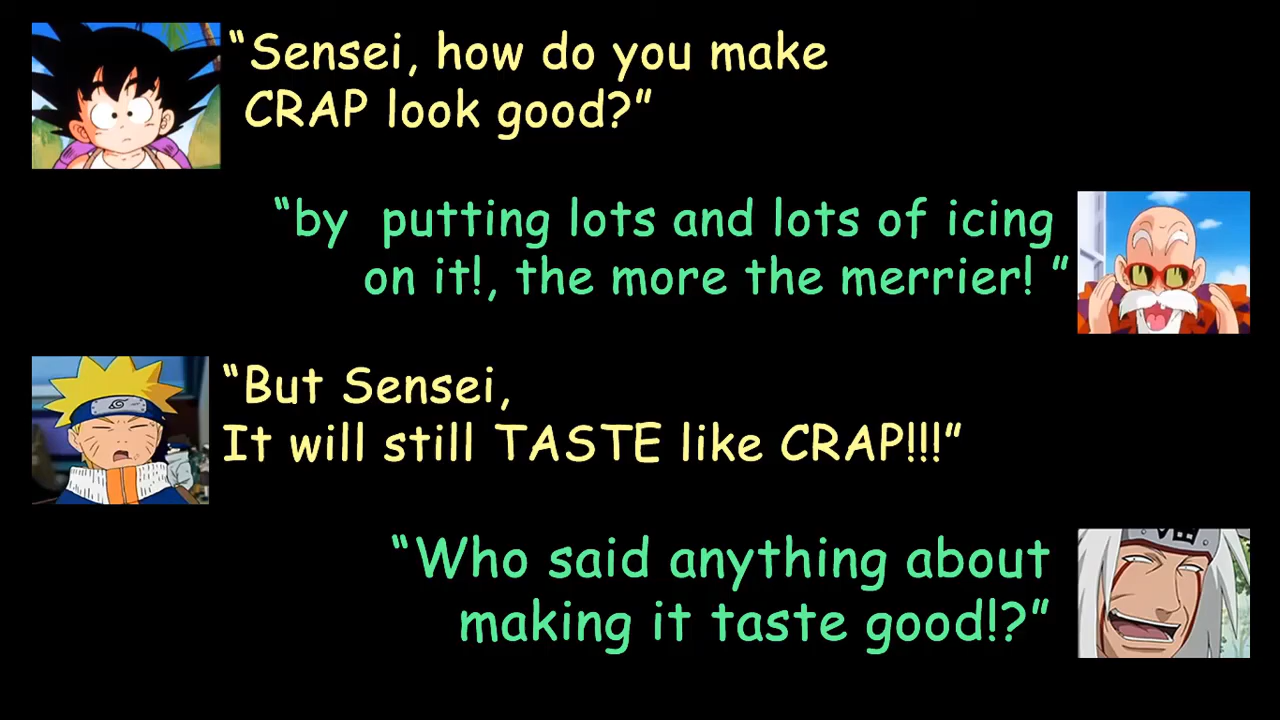 “Sensei, how do you make
CRAP look good?”
“by putting lots and lots of icing
on it!, the more the merrier! ”
“But Sensei,
It will still TASTE like CRAP!!!”
“Who said anything about
making it taste good!?”